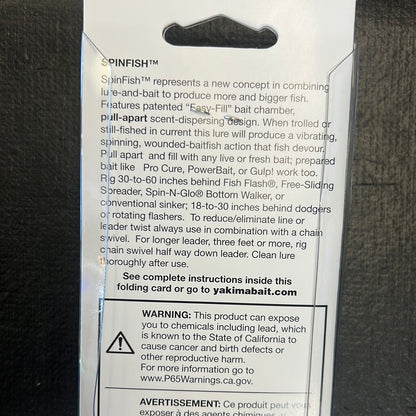 SPINFISH™
SpinFish™ represents a new concept in combining
lure-and-bait to produce more and bigger fish.
Features patented "Easy-Fill" bait chamber,
pull-apart scent-dispersing design. When trolled or
still-fished in current this lure will produce a vibrating,
spinning, wounded-baitfish action that fish devour.
Pull apart and fill with any live or fresh bait; prepared
bait like Pro Cure, PowerBait, or Gulp! work too.
Rig 30-to-60 inches behind Fish Flash®, Free-Sliding
Spreader, Spin-N-Glo® Bottom Walker, or
conventional sinker; 18-to-30 inches behind dodgers
or rotating flashers. To reduce/eliminate line or
leader twist always use in combination with a chain
swivel. For longer leader, three feet or more, rig
chain swivel half way down leader. Clean lure
thoroughly after use.
See complete instructions inside this
folding card or go to yakimabait.com
WARNING: This product can expose
you to chemicals including lead, which
is known to the State of California to
cause cancer and birth defects or
other reproductive harm.
For more information go to
www.P65Warnings.ca.gov.
AVERTISSEMENT: Ce produit peut vous
exposer à des agents chimiques,